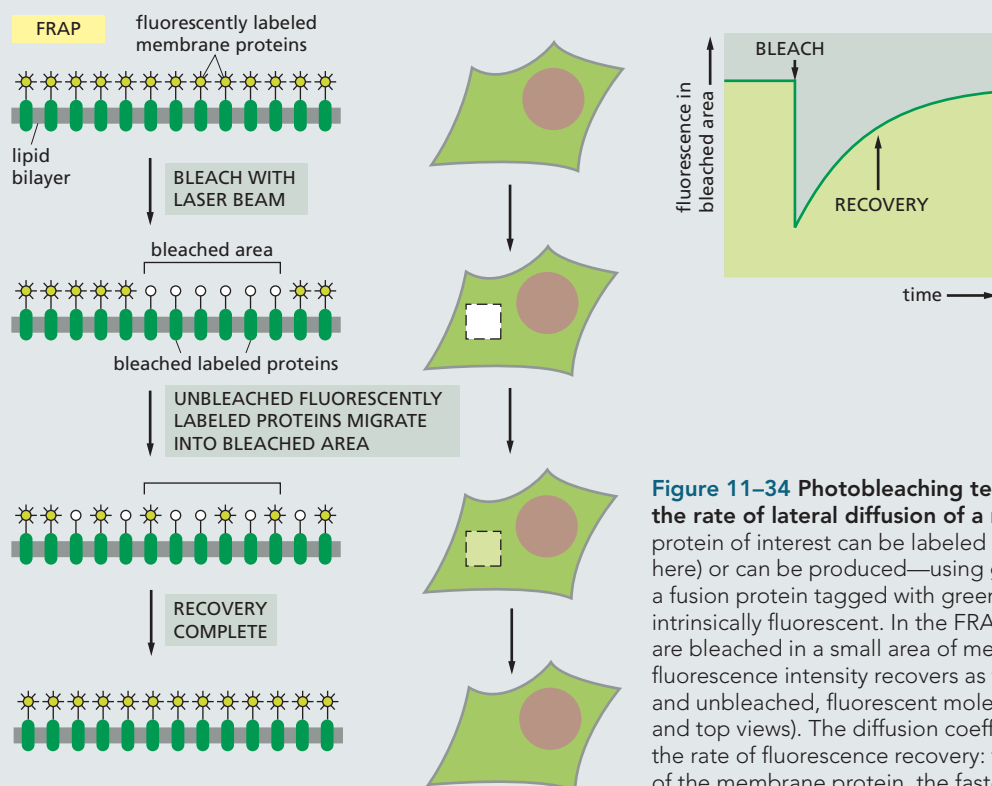 FRAP
fluorescently labeled
membrane proteins
lipid
bilayer
BLEACH WITH
LASER BEAM
bleached area
bleached labeled proteins
UNBLEACHED FLUORESCENTLY
LABELED PROTEINS MIGRATE
INTO BLEACHED AREA
RECOVERY
COMPLETE
BLEACH
fluorescence in
bleached area
RECOVERY
time
Figure 11–34 Photobleaching te
the rate of lateral diffusion of a
protein of interest can be labeled
here) or can be produced—using
a fusion protein tagged with green
intrinsically fluorescent. In the FRA
are bleached in a small area of me
fluorescence intensity recovers as
and unbleached, fluorescent mole
and top views). The diffusion coeff
the rate of fluorescence recovery:
of the membrane protein, the fast